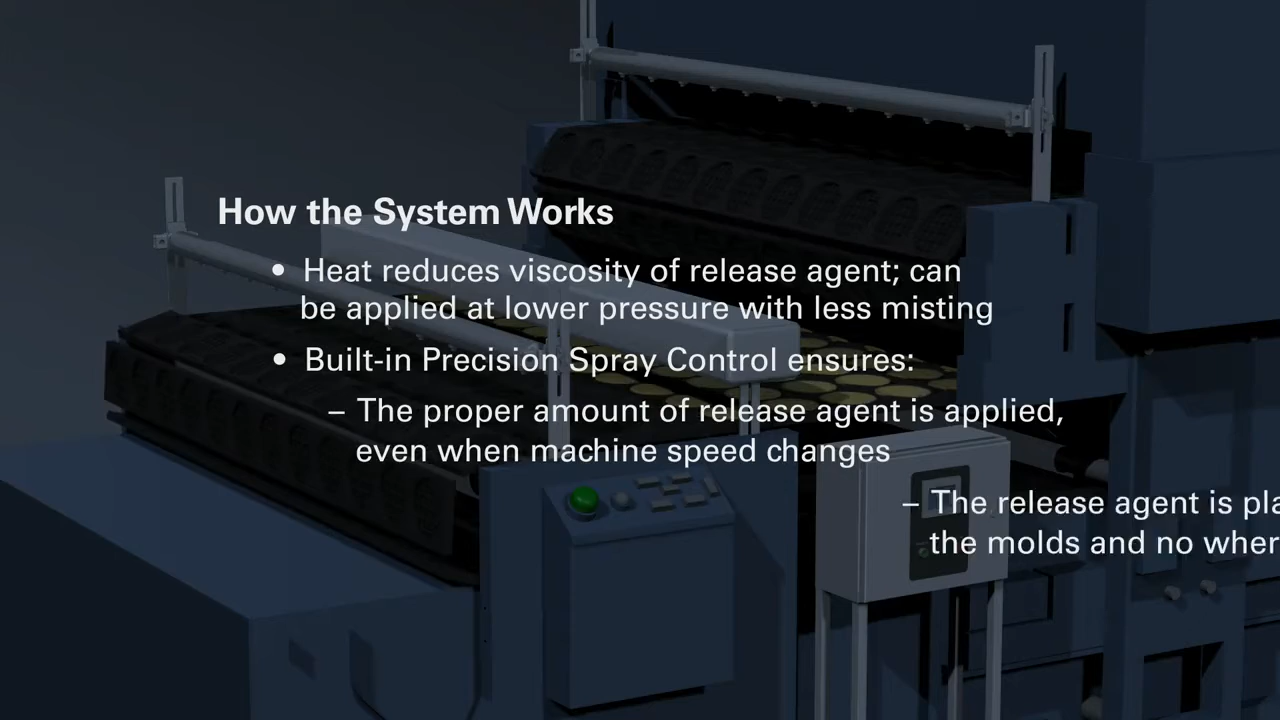 How the System Works
• Heat reduces viscosity of release agent; can
be applied at lower pressure with less misting
• Built-in Precision Spray Control ensures:
– The proper amount of release agent is applied,
even when machine speed changes
– The release agent is
the molds and no